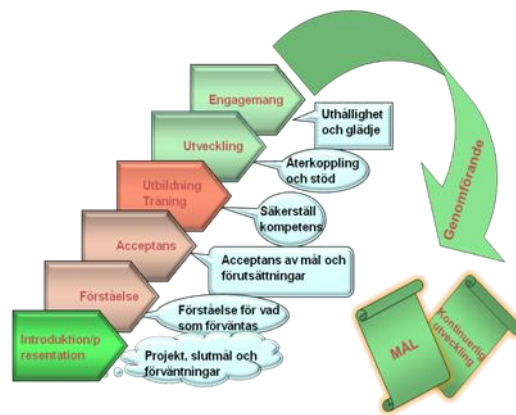 Engagemang
Uthållighet
och glädje
Utveckling
Återkoppling
och stöd
Utbildning
Träning
Säkerställ
kompetens
Acceptans
Acceptans av mål och
förutsättningar
Förståelse
Förståelse för vad
som förväntas
Introduktion/p
resentation
Projekt, slutmål och
förväntningar
Genomförande
MÅL
Kontinuerlig
utveckling